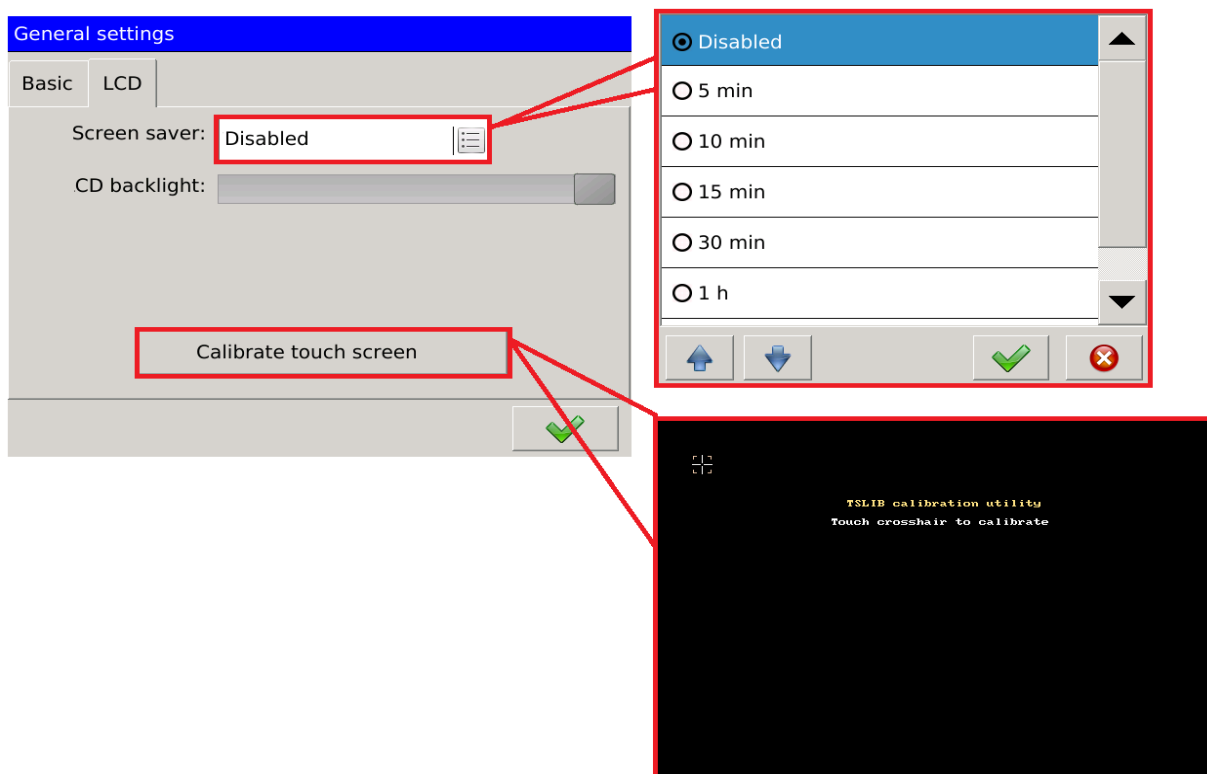 General settings
Basic LCD
Screen saver: Disabled
CD backlight:
Calibrate touch screen
Disabled
5 min
10 min
15 min
30 min
1 h
TSLIB calibration utility
Touch crosshair to calibrate